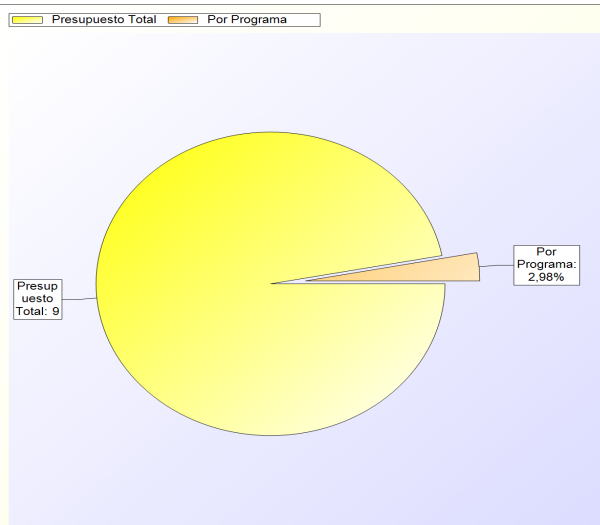 Presupuesto Total Por Programa
Presup
uesto
Total: 9
Por
Programa:
2,98%